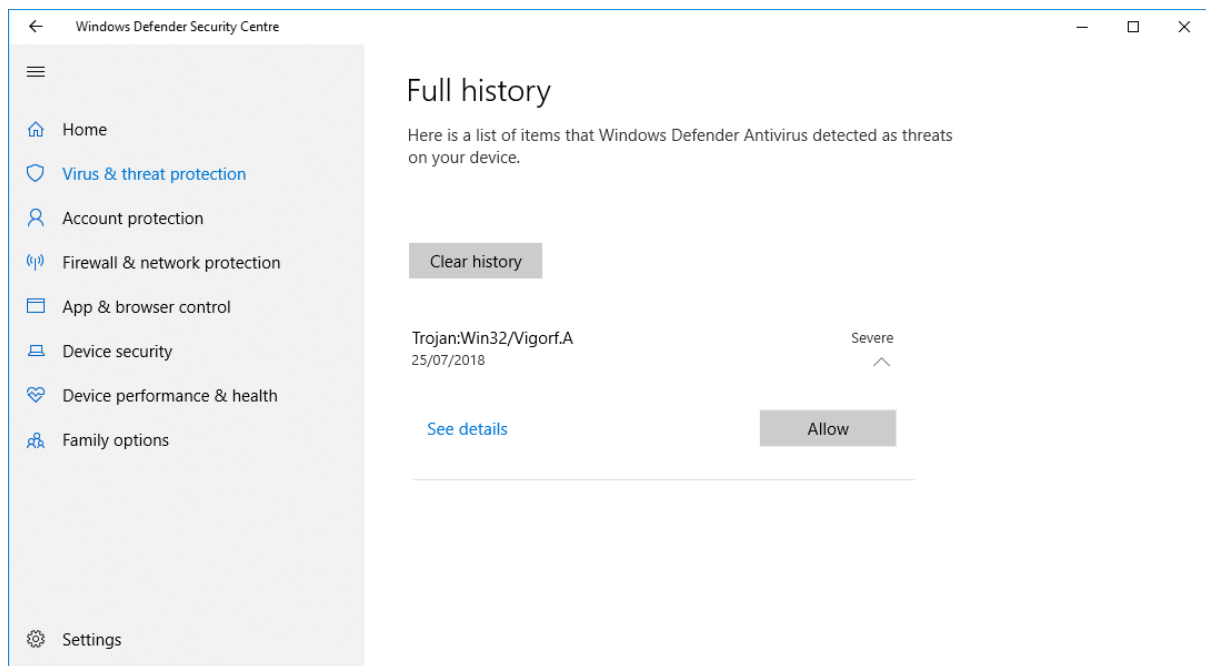 Windows Defender Security Centre
Home
Virus & threat protection
Account protection
Firewall & network protection
App & browser control
Device security
Device performance & health
Family options
Settings
Full history
Here is a list of items that Windows Defender Antivirus detected as threats
on your device.
Clear history
Trojan:Win32/Vigorf.A
Severe
25/07/2018
See details
Allow